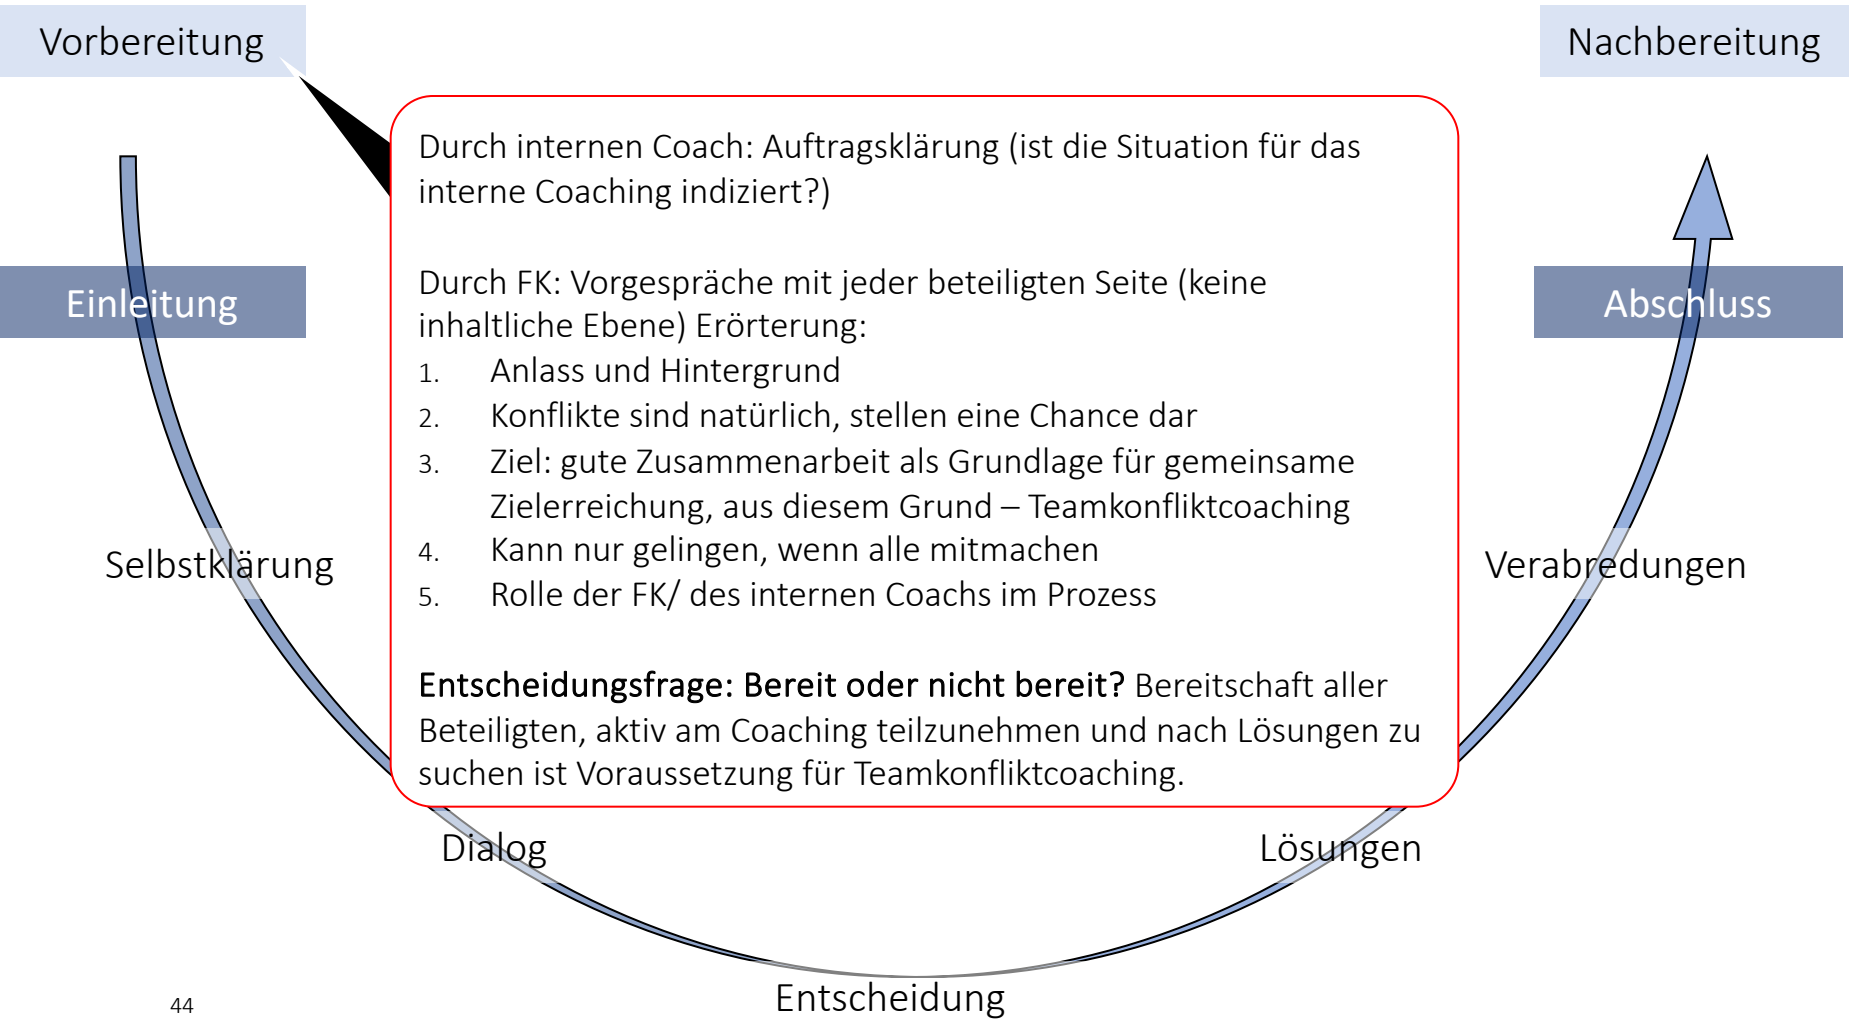 Vorbereitung
Nachbereitung
Durch internen Coach: Auftragsklärung (ist die Situation für das
interne Coaching indiziert?)
Durch FK: Vorgespräche mit jeder beteiligten Seite (keine
inhaltliche Ebene) Erörterung:
1. Anlass und Hintergrund
2. Konflikte sind natürlich, stellen eine Chance dar
3. Ziel: gute Zusammenarbeit als Grundlage für gemeinsame
Zielerreichung, aus diesem Grund – Teamkonfliktcoaching
4. Kann nur gelingen, wenn alle mitmachen
5. Rolle der FK/ des internen Coachs im Prozess
Entscheidungsfrage: Bereit oder nicht bereit? Bereitschaft aller
Beteiligten, aktiv am Coaching teilzunehmen und nach Lösungen zu
suchen ist Voraussetzung für Teamkonfliktcoaching.
Einleitung
Abschluss
Selbstklärung
Verabredungen
Dialog
Lösungen
Entscheidung
44